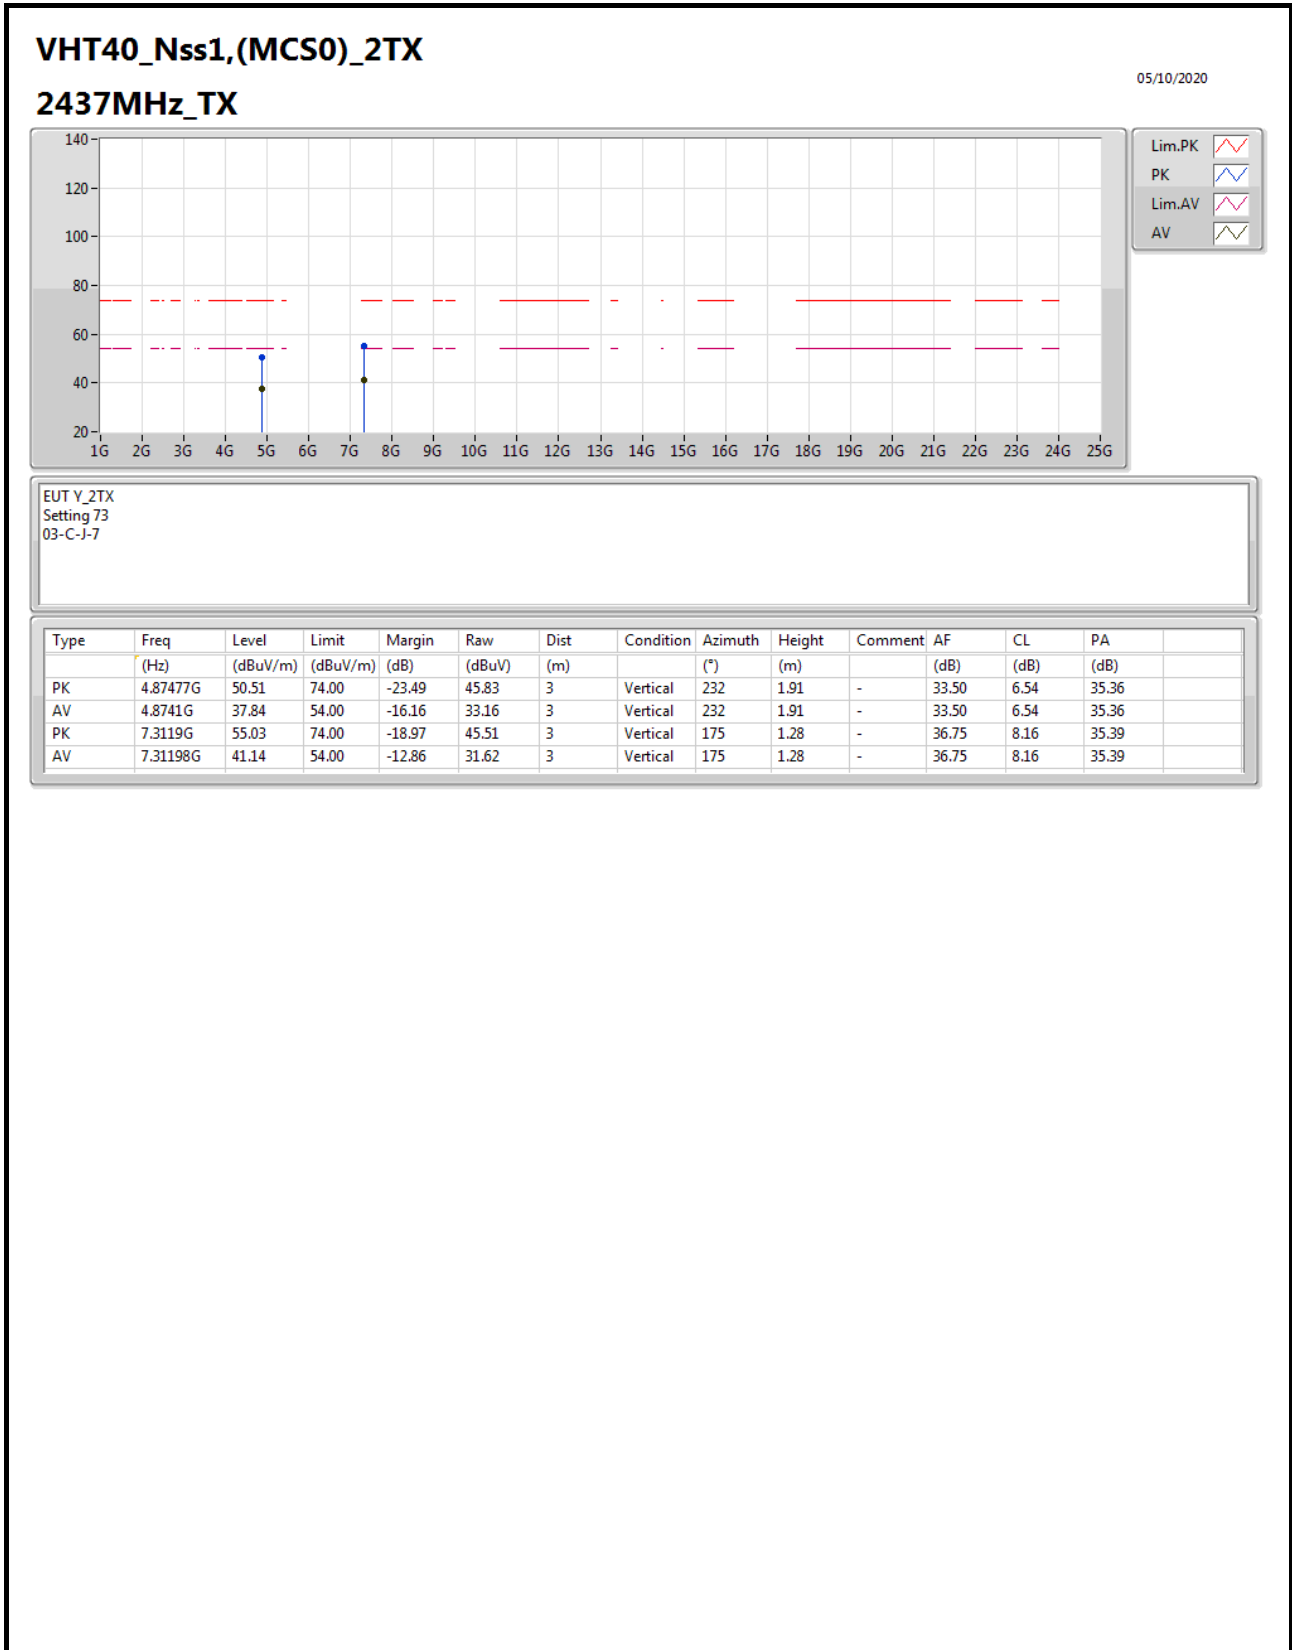 VHT40_Nss1,(MCS0)_2TX
05/10/2020
2437MHz_TX
140
120
100
80
60
40
20
1G 2G 3G 4G 5G 6G 7G 8G 9G 10G 11G 12G 13G 14G 15G 16G 17G 18G 19G 20G 21G 22G 23G 24G 25G
Lim.PK
PK
Lim.AV
AV
EUT Y_2TX
Setting 73
03-C-J-7
Type Freq Level Limit Margin Raw Dist Condition Azimuth Height Comment AF CL PA
(Hz) (dBuV/m) (dBuV/m) (dB) (dBuV) (m) (°) (m) (dB) (dB) (dB)
PK 4.87477G 50.51 74.00 -23.49 45.83 3 Vertical 232 1.91 - 33.50 6.54 35.36
AV 4.8741G 37.84 54.00 -16.16 33.16 3 Vertical 232 1.91 - 33.50 6.54 35.36
PK 7.3119G 55.03 74.00 -18.97 45.51 3 Vertical 175 1.28 - 36.75 8.16 35.39
AV 7.31198G 41.14 54.00 -12.86 31.62 3 Vertical 175 1.28 - 36.75 8.16 35.39